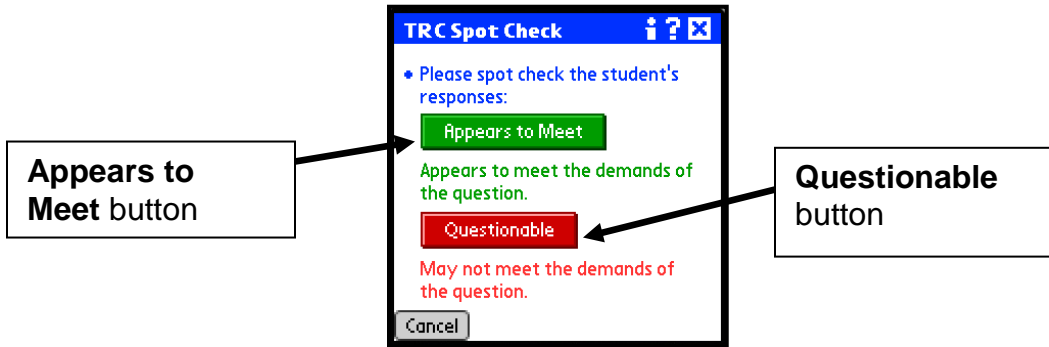 TRC Spot Check i ? X
• Please spot check the student's
responses:
Appears to Meet
Appears to meet the demands of
the question.
Questionable
May not meet the demands of
the question.
Cancel
Appears to
Meet button
Questionable
button